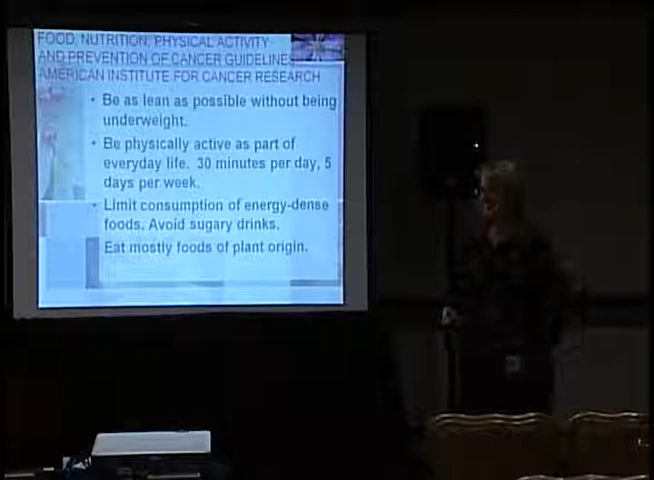 FOOD, NUTRITION, PHYSICAL ACTIVITY
AND PREVENTION OF CANCER GUIDELINES
AMERICAN INSTITUTE FOR CANCER RESEARCH
• Be as lean as possible without being
underweight.
• Be physically active as part of
everyday life. 30 minutes per day, 5
days per week.
• Limit consumption of energy-dense
foods. Avoid sugary drinks.
Eat mostly foods of plant origin.